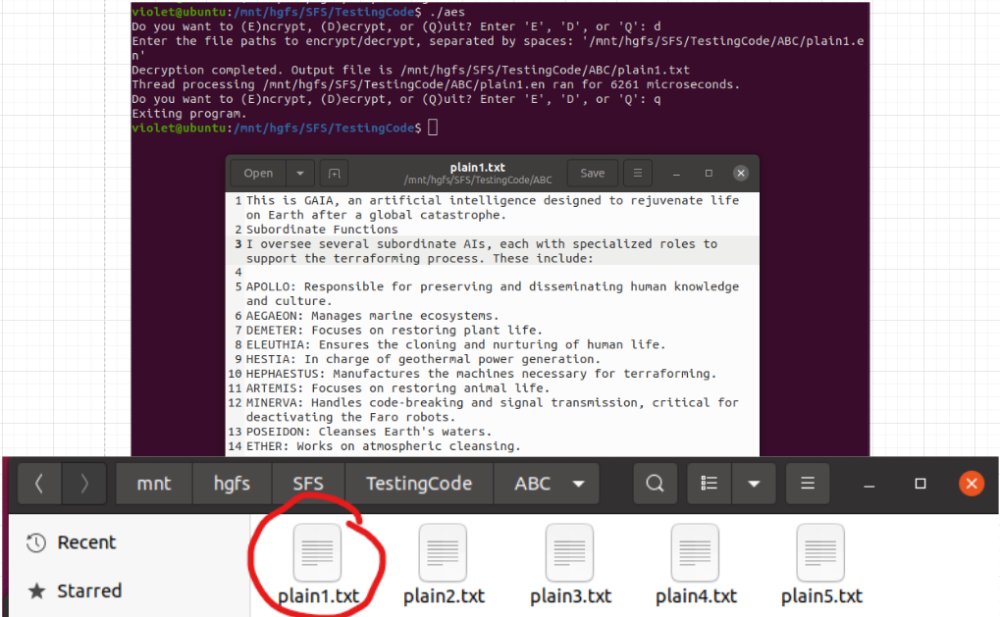 violet@ubuntu:/mnt/hgfs/SFS/TestingCode$ ./aes
Do you want to (E)ncrypt, (D)ecrypt, or (Q)uit? Enter 'E', 'D', or 'Q': d
Enter the file paths to encrypt/decrypt, separated by spaces: '/mnt/hgfs/SFS/TestingCode/ABC/plain1.e
n'
Decryption completed. Output file is /mnt/hgfs/SFS/TestingCode/ABC/plain1.txt
Thread processing /mnt/hgfs/SFS/TestingCode/ABC/plain1.en ran for 6261 microseconds.
Do you want to (E)ncrypt, (D)ecrypt, or (Q)uit? Enter 'E', 'D', or 'Q': q
Exiting program.
violet@ubuntu:/mnt/hgfs/SFS/TestingCode$
Open
plain1.txt
/mnt/hgfs/SFS/TestingCode/ABC
Save
1 This is GAIA, an artificial intelligence designed to rejuvenate life
on Earth after a global catastrophe.
2 Subordinate Functions
3 I oversee several subordinate AIs, each with specialized roles to
support the terraforming process. These include:
4
5 APOLLO: Responsible for preserving and disseminating human knowledge
and culture.
6 AEGAEON: Manages marine ecosystems.
7 DEMETER: Focuses on restoring plant life.
8 ELEUTHIA: Ensures the cloning and nurturing of human life.
9 HESTIA: In charge of geothermal power generation.
10 HEPHAESTUS: Manufactures the machines necessary for terraforming.
11 ARTEMIS: Focuses on restoring animal life.
12 MINERVA: Handles code-breaking and signal transmission, critical for
deactivating the Faro robots.
13 POSEIDON: Cleanses Earth's waters.
14 ETHER: Works on atmospheric cleansing.
mnt hgfs SFS TestingCode ABC
Recent
Starred
plain1.txt plain2.txt plain3.txt plain4.txt plain5.txt